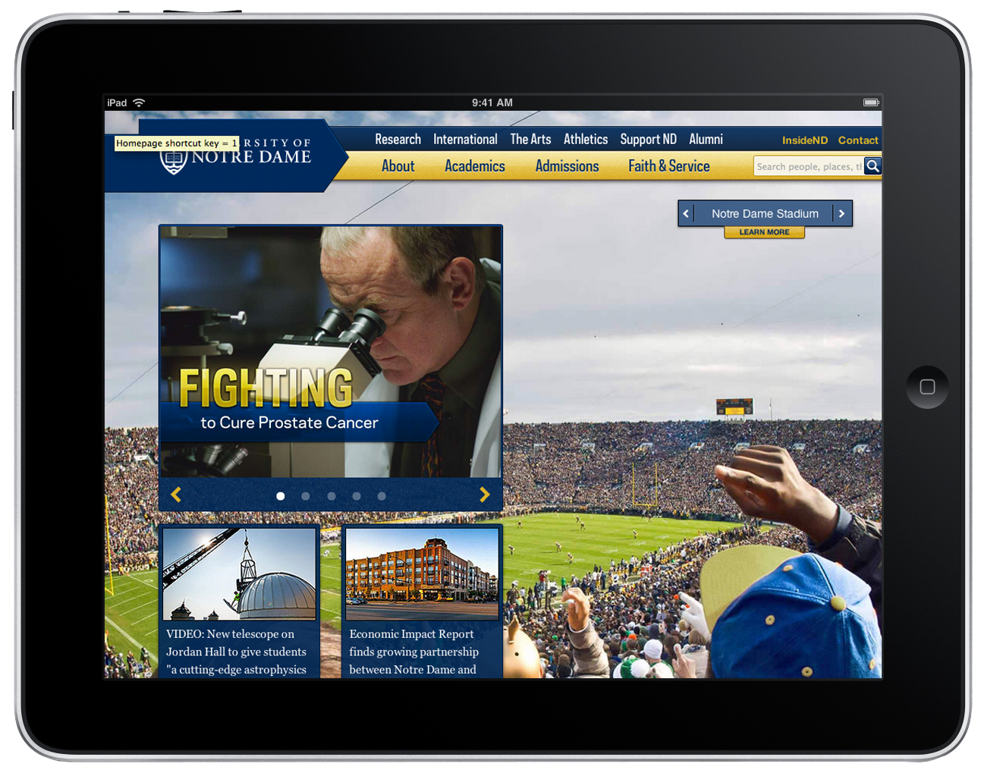 iPad
9:41 AM
Homepage shortcut key = 1
RSITY OF
NOTRE DAME
Research International The Arts Athletics Support ND Alumni
InsideND Contact
About Academics Admissions Faith & Service
Search people, places, th
Notre Dame Stadium
LEARN MORE
FIGHTING
to Cure Prostate Cancer
VIDEO: New telescope on
Jordan Hall to give students
"a cutting-edge astrophysics
Economic Impact Report
finds growing partnership
between Notre Dame and